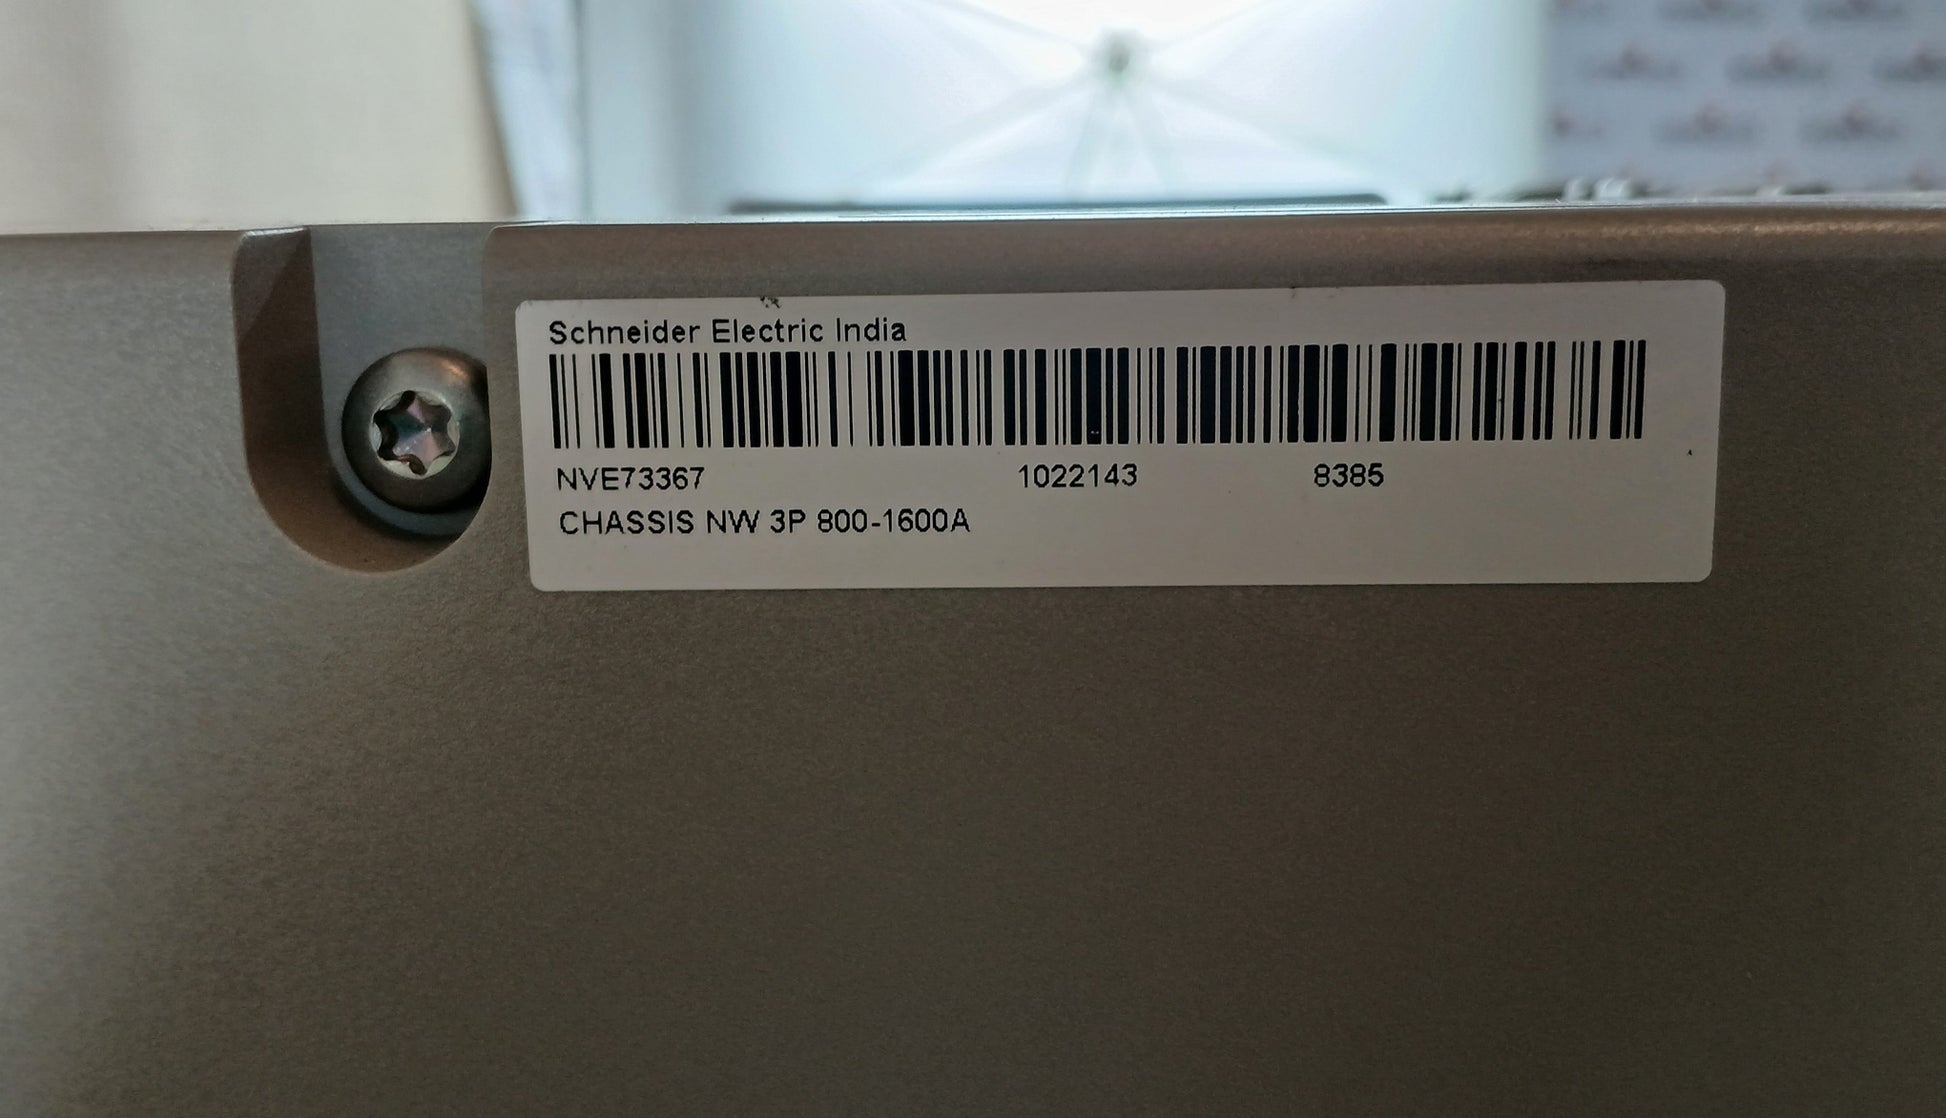 Schneider Electric India
NVE73367 1022143 8385
CHASSIS NW 3P 800-1600A